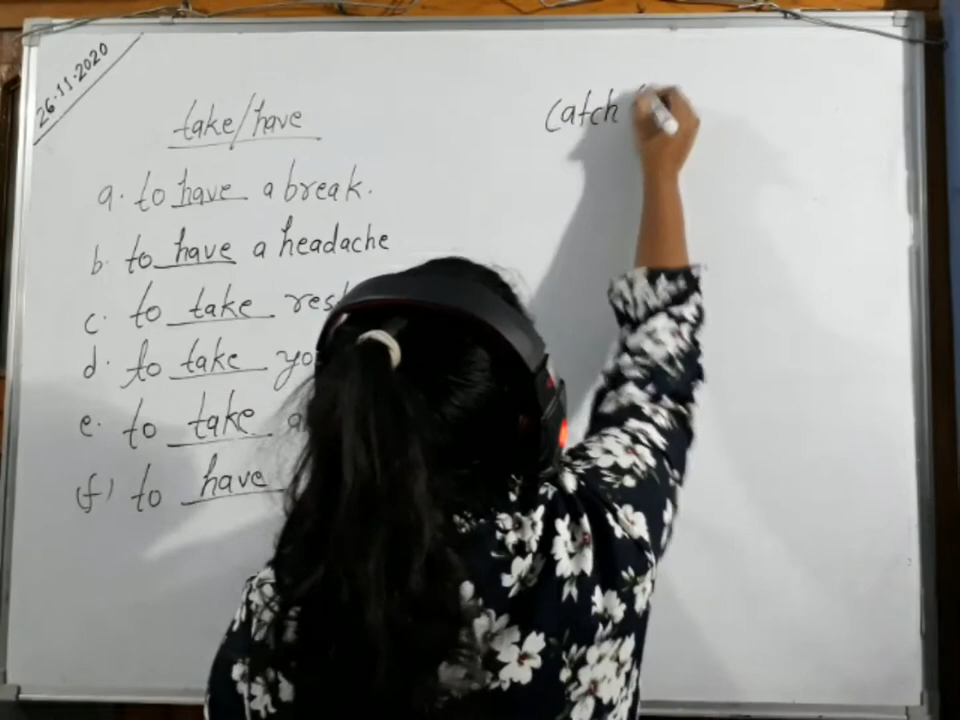 26.11.2020
take/have
a. to have a break.
b. to have a headache
c. to take
d. to take
e. to take
(f) to have
Catch